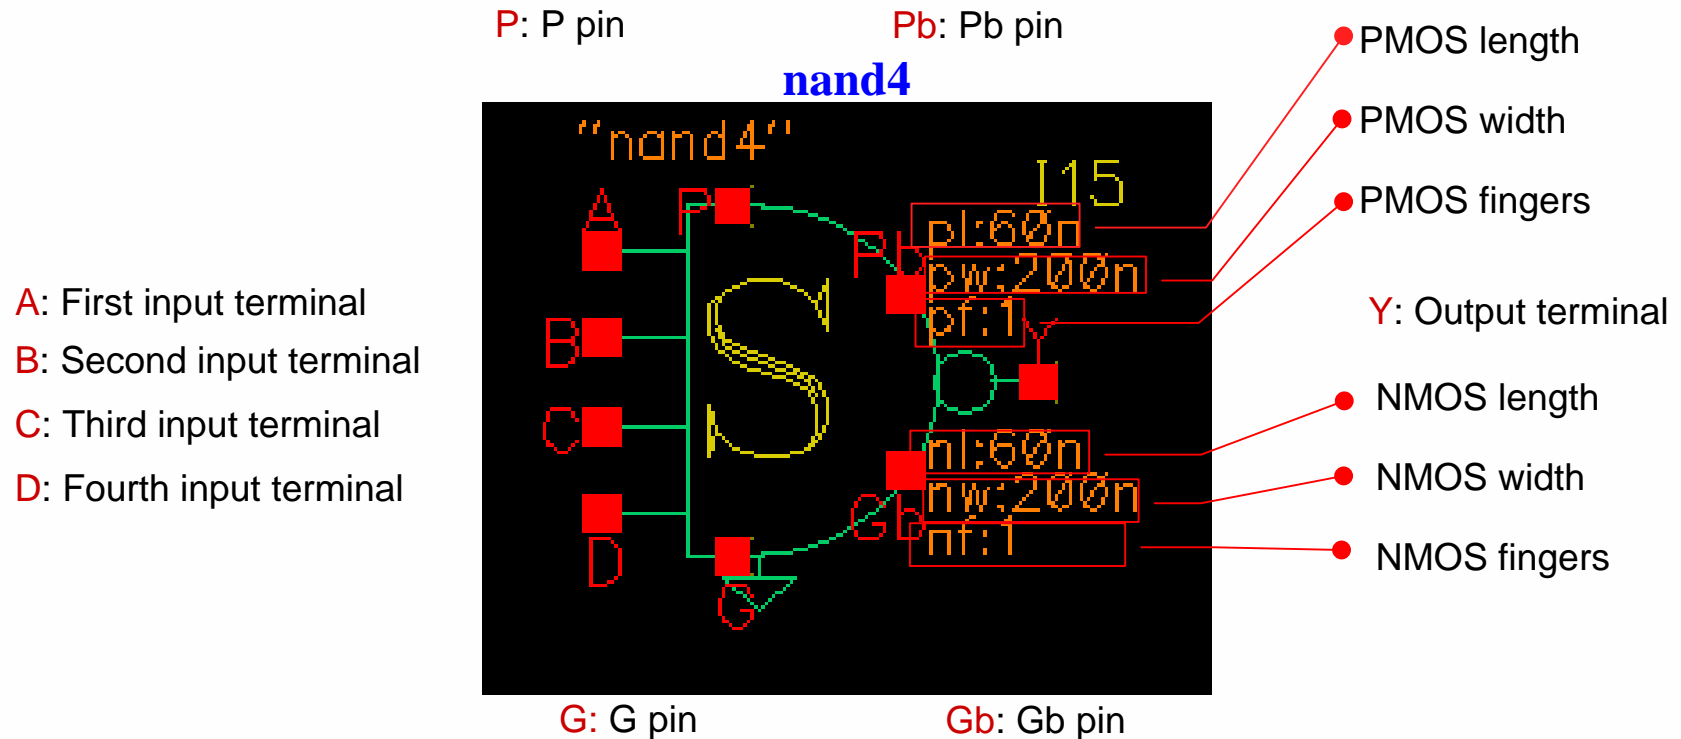 P: P pin
Pb: Pb pin
nand4
"nand4"
I15
A
P
pl:60n
Pb
pw:200n
pf:1
Y
B
S
C
nl:60n
nw:200n
Gb
nf:1
D
G
A: First input terminal
B: Second input terminal
C: Third input terminal
D: Fourth input terminal
PMOS length
PMOS width
PMOS fingers
Y: Output terminal
NMOS length
NMOS width
NMOS fingers
G: G pin
Gb: Gb pin